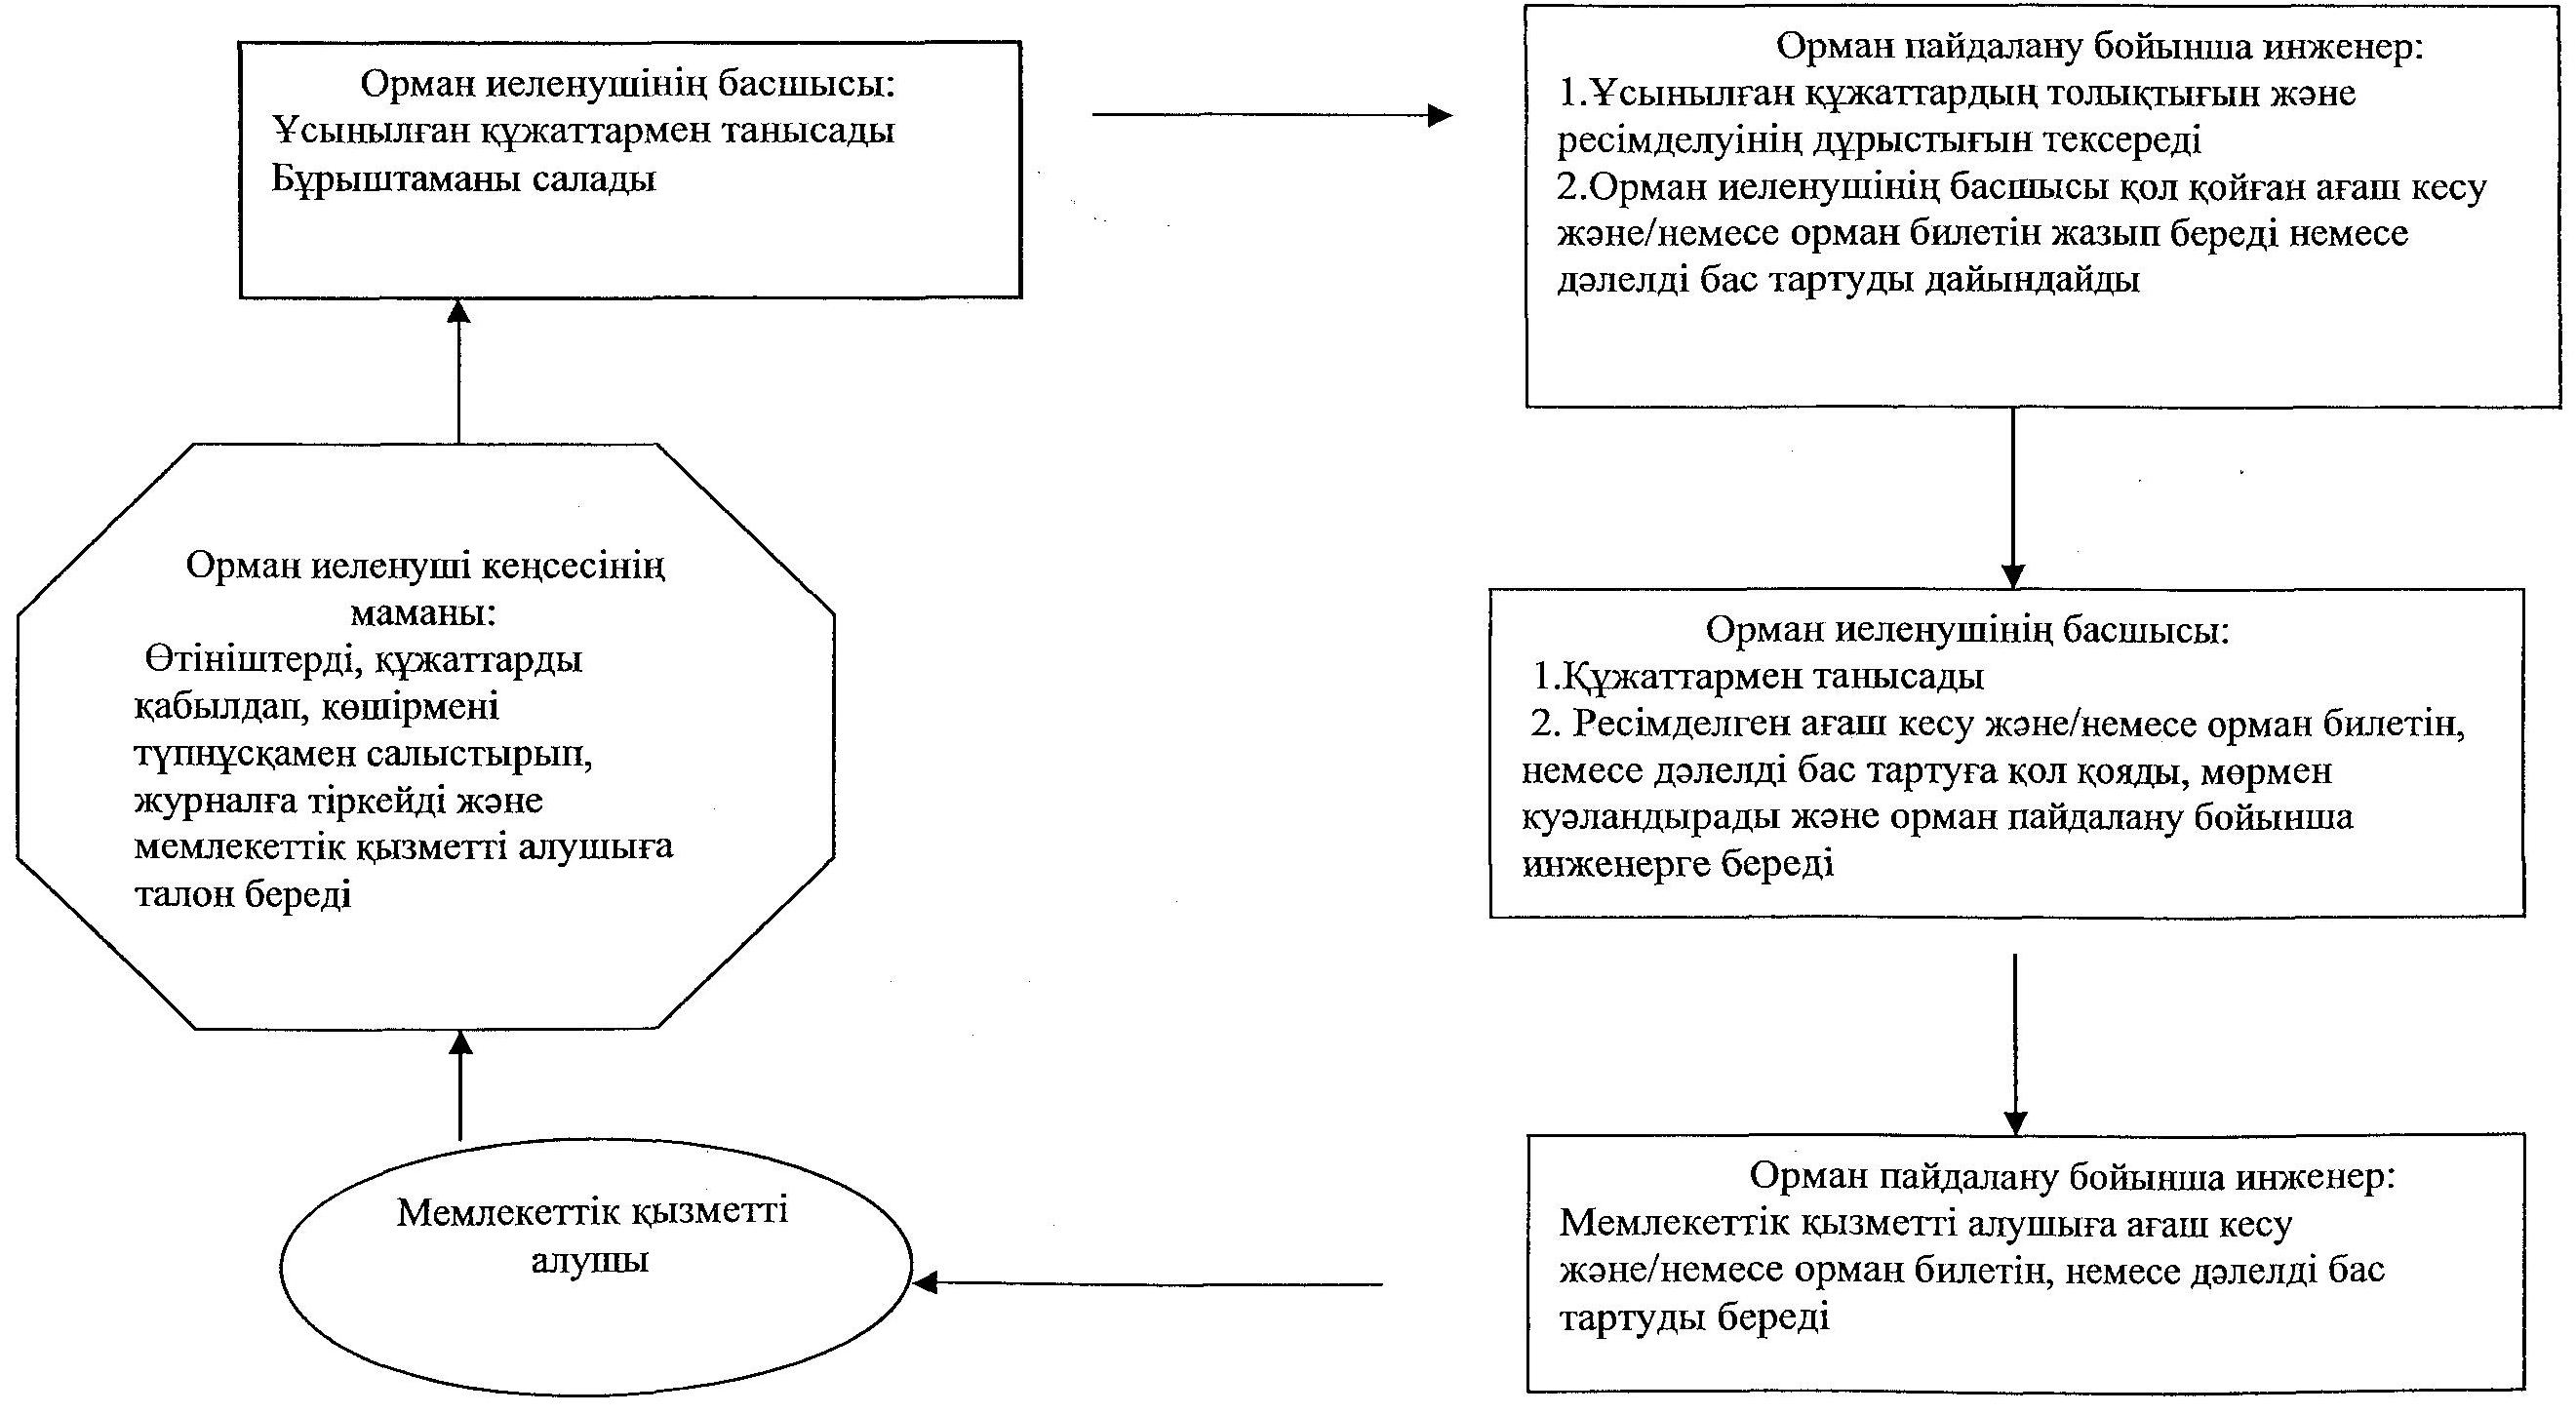 Орман иеленушінің басшысы:
Ұсынылған құжаттармен танысады
Бұрыштаманы салады
Орман пайдалану бойынша инженер:
1.Ұсынылған құжаттардың толықтығын және
ресімделуінің дұрыстығын тексереді
2.Орман иеленушінің басшысы қол қойған ағаш кесу
және/немесе орман билетін жазып береді немесе
дәлелді бас тартуды дайындайды
Орман иеленуші кеңсесінің
маманы:
Өтініштерді, құжаттарды
қабылдап, көшірмені
түпнұсқамен салыстырып,
журналға тіркейді және
мемлекеттік қызметті алушыға
талон береді
Орман иеленушінің басшысы:
1.Құжаттармен танысады
2. Ресімделген ағаш кесу және/немесе орман билетін,
немесе дәлелді бас тартуға қол қояды, мөрмен
куәландырады және орман пайдалану бойынша
инженерге береді
Мемлекеттік қызметті
алушы
Орман пайдалану бойынша инженер:
Мемлекеттік қызметті алушыға ағаш кесу
және/немесе орман билетін, немесе дәлелді бас
тартуды береді